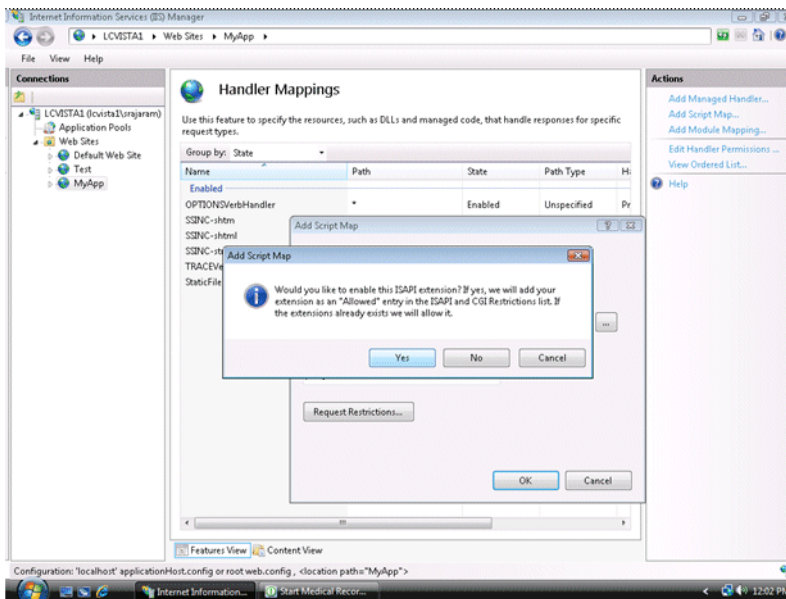 Internet Information Services (IIS) Manager
LCVISTA1 Web Sites MyApp
File View Help
Connections
LCVISTA1 (lcvista1\srajaram)
Application Pools
Web Sites
Default Web Site
Test
MyApp
Handler Mappings
Use this feature to specify the resources, such as DLLs and managed code, that handle responses for specific
request types.
Group by: State
Name Path State Path Type
Enabled
OPTIONSVerbHandler * Enabled Unspecified Pr
SSINC-shtm
SSINC-shtml
SSINC-st
TRACEVe
StaticFile
Add Script Map
Add Script Map
Would you like to enable this ISAPI extension? If yes, we will add your
extension as an "Allowed" entry in the ISAPI and CGI Restrictions list. If
the extensions already exists we will allow it.
...
Yes No Cancel
Request Restrictions...
OK Cancel
Features View Content View
Actions
Add Managed Handler...
Add Script Map...
Add Module Mapping...
Edit Handler Permissions ...
View Ordered List...
Help
Configuration: 'localhost' applicationHost.config or root web.config , <location path="MyApp">
Internet Information... Start Medical Recor... 12:02 PM